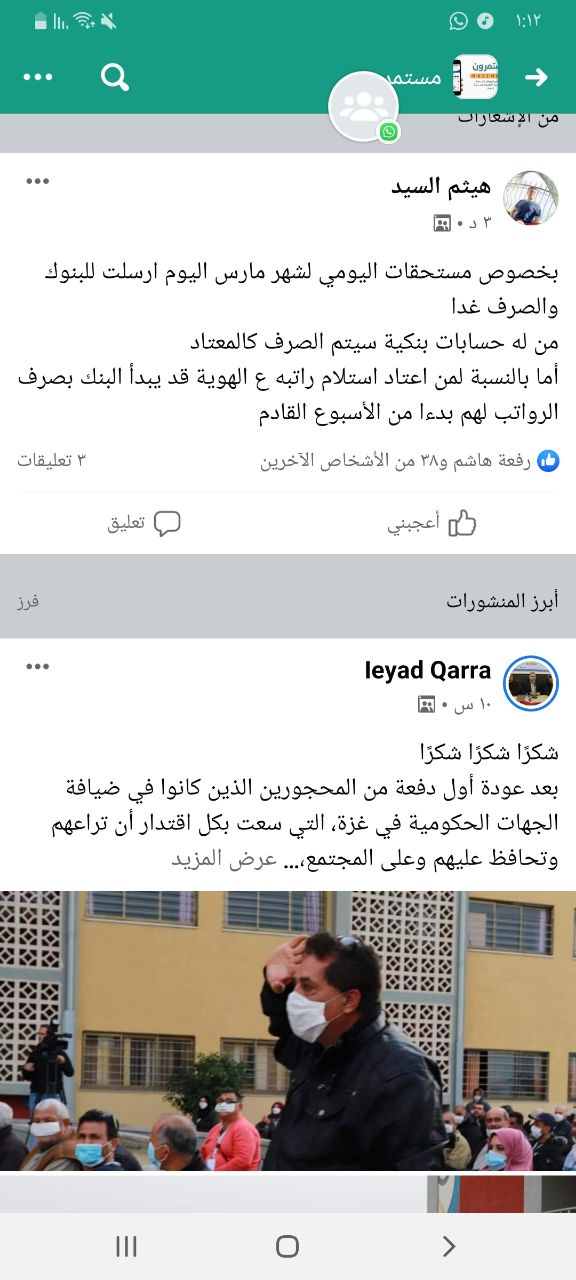 ١:١٢
مستمر
من الإشعارات
هيثم السيد
٣ د
بخصوص مستحقات اليومي لشهر مارس اليوم ارسلت للبنوك
والصرف غدا
من له حسابات بنكية سيتم الصرف كالمعتاد
أما بالنسبة لمن اعتاد استلام راتبه ع الهوية قد يبدأ البنك بصرف
الرواتب لهم بدءا من الأسبوع القادم
رفعة هاشم و٣٨ من الأشخاص الآخرين
٣ تعليقات
أعجبني
تعليق
أبرز المنشورات
فرز
Ieyad Qarra
١٠ س
شكرًا شكرًا شكرًا
بعد عودة أول دفعة من المحجورين الذين كانوا في ضيافة
الجهات الحكومية في غزة، التي سعت بكل اقتدار أن تراعهم
وتحافظ عليهم وعلى المجتمع،... عرض المزيد